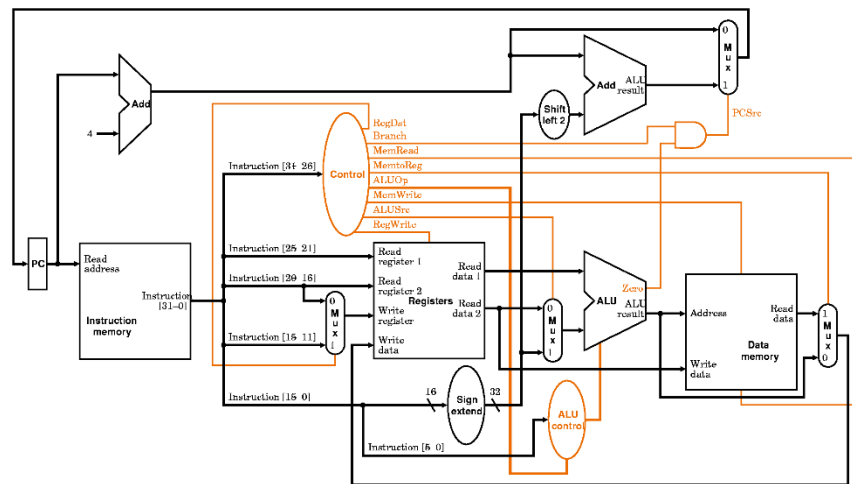 0
M
u
x
1
Add
ALU
result
Add
Shift
left 2
4
PCSrc
RegDst
Branch
MemRead
MemtoReg
ALUOp
MemWrite
ALUSrc
RegWrite
Control
Instruction [31 26]
Instruction [25 21]
Instruction [20 16]
Instruction [15 11]
Instruction [15 0]
Instruction [5 0]
PC
Read
address
Instruction
[31–0]
Instruction
memory
0
M
u
x
1
Read
register 1
Read
register 2
Write
register
Write
data
Registers
Read
data 1
Read
data 2
0
M
u
x
1
Zero
ALU
ALU
result
Address
Write
data
Read
data
Data
memory
1
M
u
x
0
16
Sign
extend
32
ALU
control